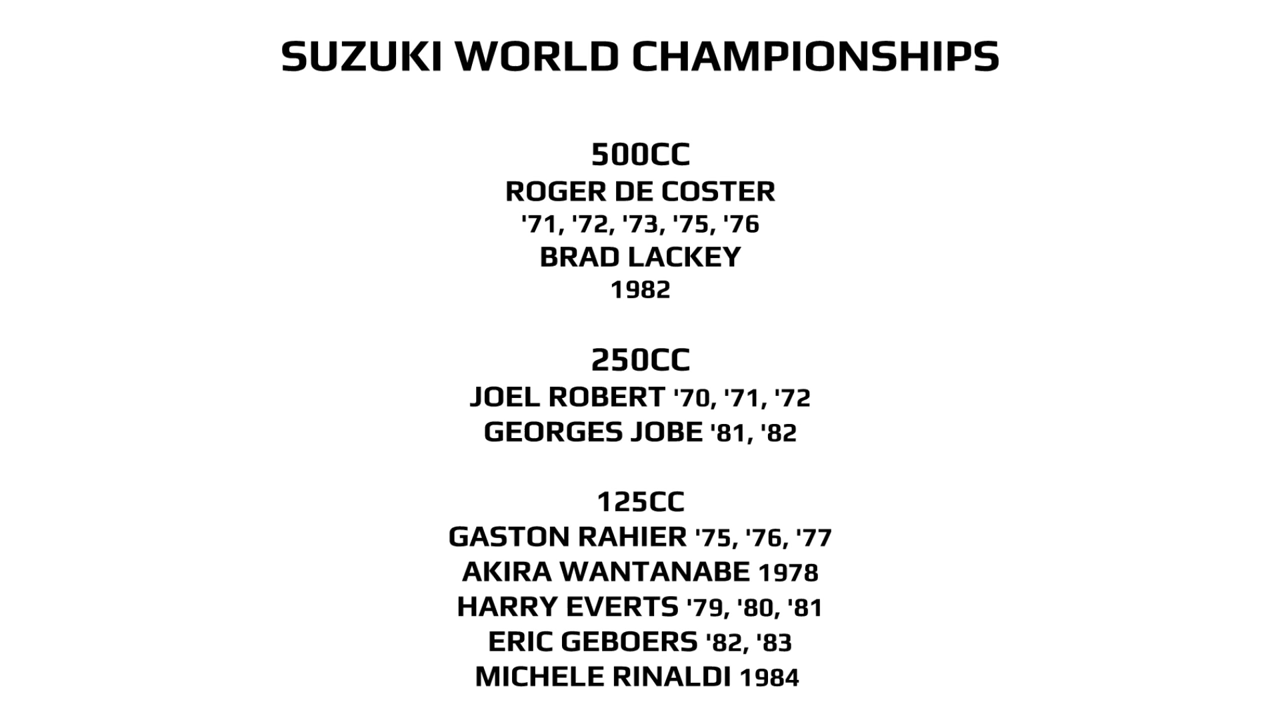 SUZUKI WORLD CHAMPIONSHIPS
500CC
ROGER DE COSTER
'71, '72, '73, '75, '76
BRAD LACKEY
1982
250CC
JOEL ROBERT '70, '71, '72
GEORGES JOBE '81, '82
125CC
GASTON RAHIER '75, '76, '77
AKIRA WANTANABE 1978
HARRY EVERTS '79, '80, '81
ERIC GEBOERS '82, '83
MICHELE RINALDI 1984